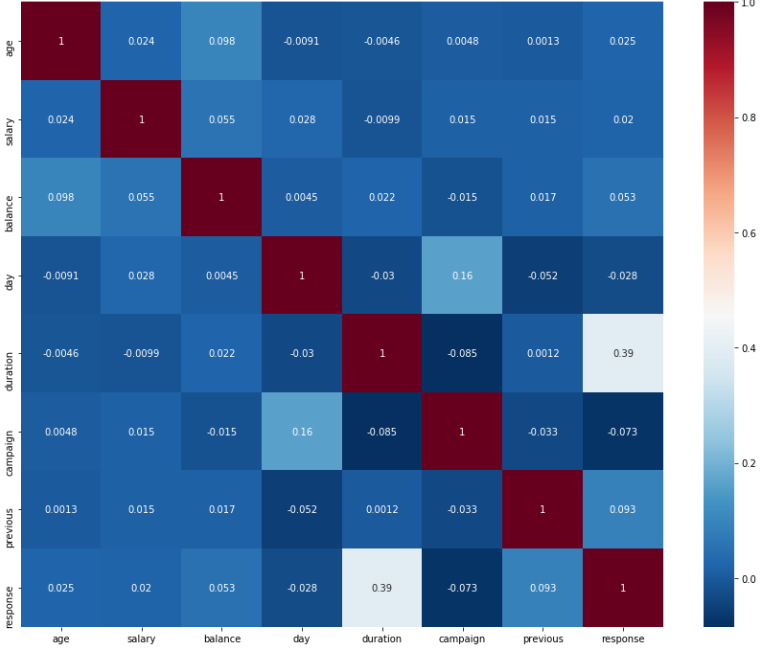 age 1 0.024 0.098 -0.0091 -0.0046 0.0048 0.0013 0.025
salary 0.024 1 0.055 0.028 -0.0099 0.015 0.015 0.02
balance 0.098 0.055 1 0.0045 0.022 -0.015 0.017 0.053
day -0.0091 0.028 0.0045 1 -0.03 0.16 -0.052 -0.028
duration -0.0046 -0.0099 0.022 -0.03 1 -0.085 0.0012 0.39
campaign 0.0048 0.015 -0.015 0.16 -0.085 1 -0.033 -0.073
previous 0.0013 0.015 0.017 -0.052 0.0012 -0.033 1 0.093
response 0.025 0.02 0.053 -0.028 0.39 -0.073 0.093 1
age salary balance day duration campaign previous response
1.0
0.8
0.6
0.4
0.2
0.0